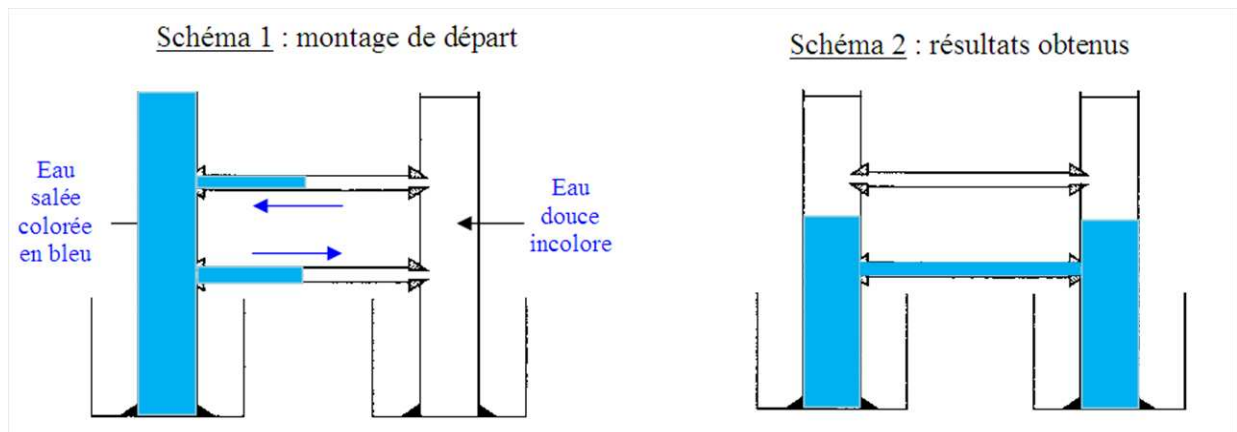 Schéma 1 : montage de départ
Schéma 2 : résultats obtenus
Eau
salée
colorée
en bleu
Eau
douce
incolore